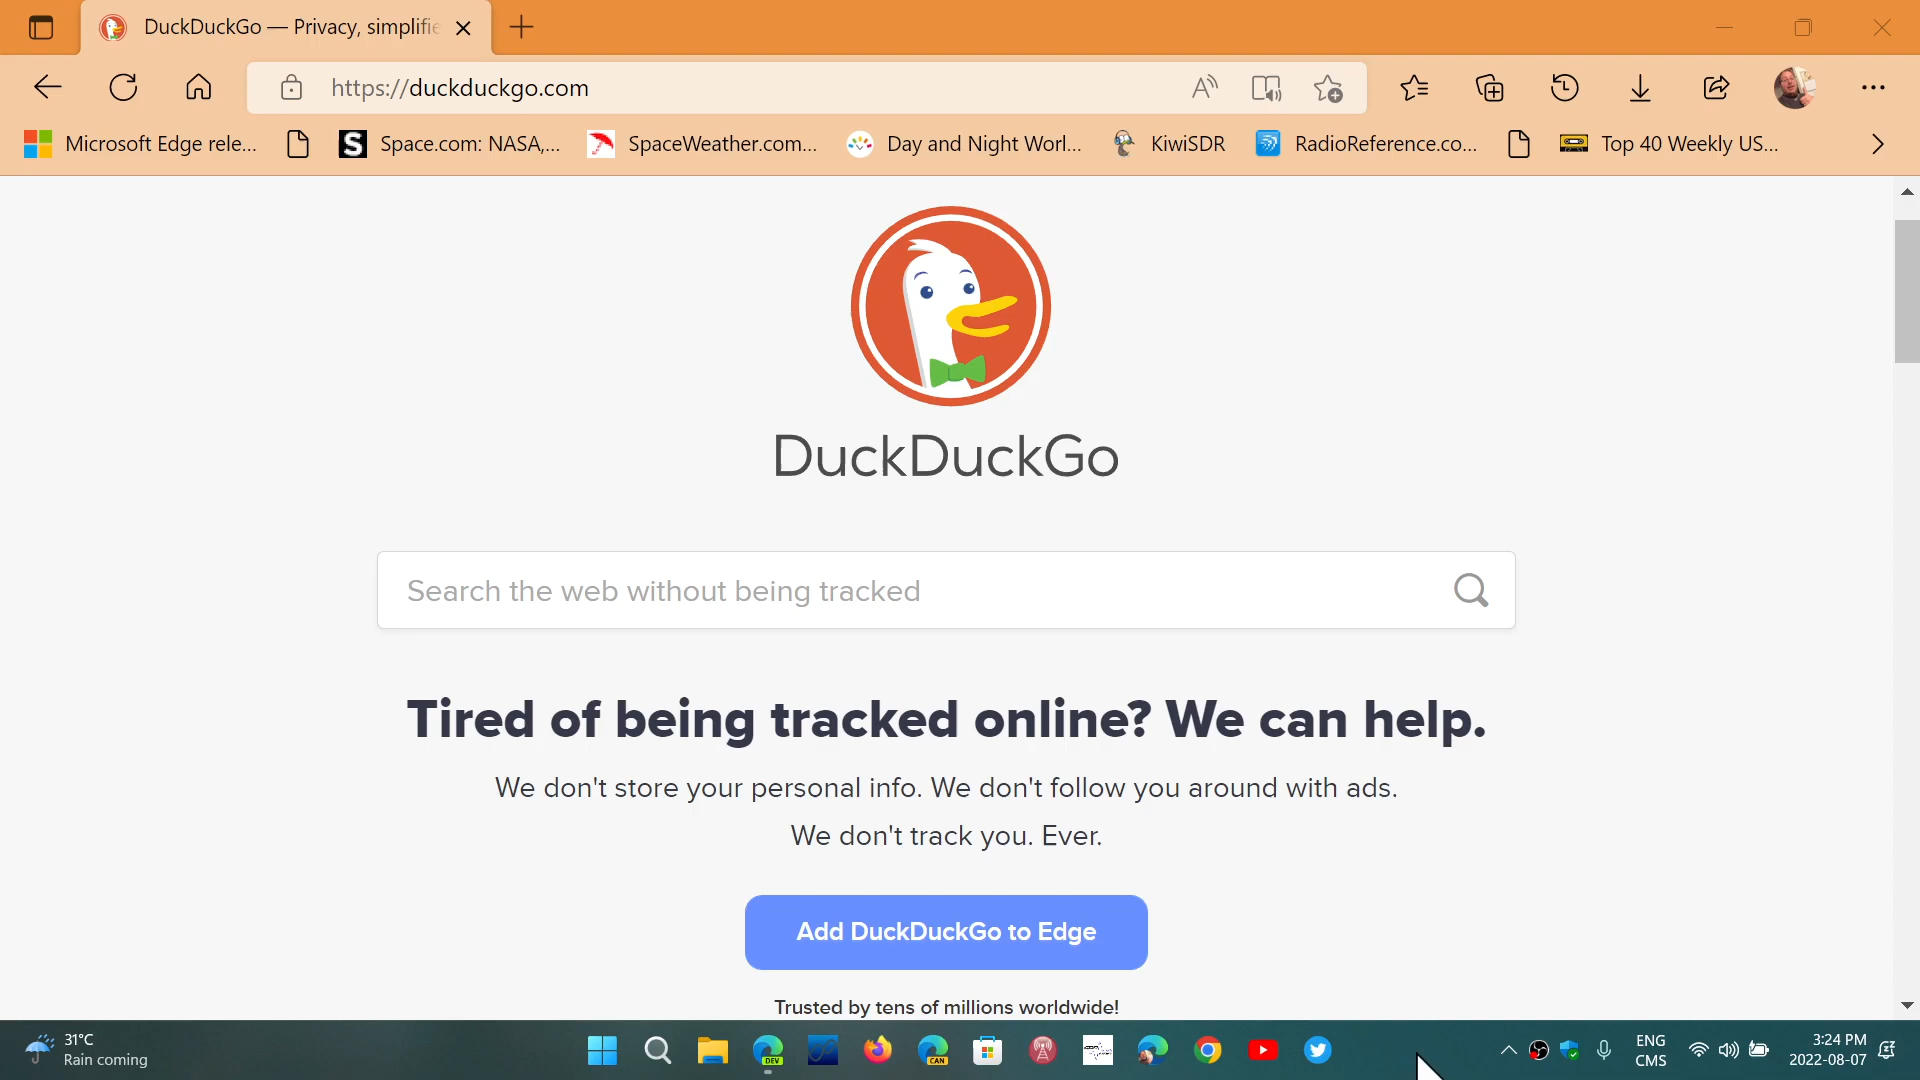 DuckDuckGo — Privacy, simplifie
https://duckduckgo.com
Microsoft Edge rele...
Space.com: NASA,...
SpaceWeather.com...
Day and Night Worl...
KiwiSDR
RadioReference.co...
Top 40 Weekly US...
DuckDuckGo
Search the web without being tracked
Tired of being tracked online? We can help.
We don't store your personal info. We don't follow you around with ads.
We don't track you. Ever.
Add DuckDuckGo to Edge
Trusted by tens of millions worldwide!
31°C
Rain coming
DEV
CAN
ENG
CMS
3:24 PM
2022-08-07